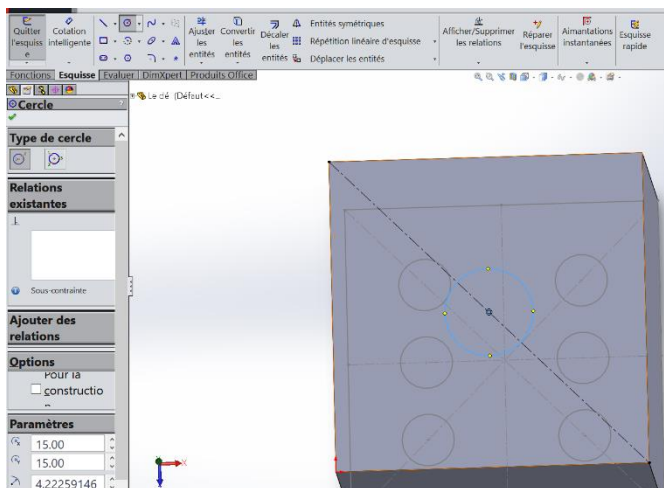 Quitter
l'esquiss
e
Cotation
intelligente
Ajuster
les
entités
Convertir
les
entités
Décaler
les
entités
Entités symétriques
Répétition linéaire d'esquisse
Déplacer les entités
Afficher/Supprimer
les relations
Réparer
l'esquisse
Aimantations
instantanées
Esquisse
rapide
Fonctions Esquisse Evaluer DimXpert Produits Office
Cercle ?
Le dé (Défaut<<...
Type de cercle
Relations
existantes
Sous-contrainte
Ajouter des
relations
Options
Pour la
constructio
n
Paramètres
15.00
15.00
4.22259146
X